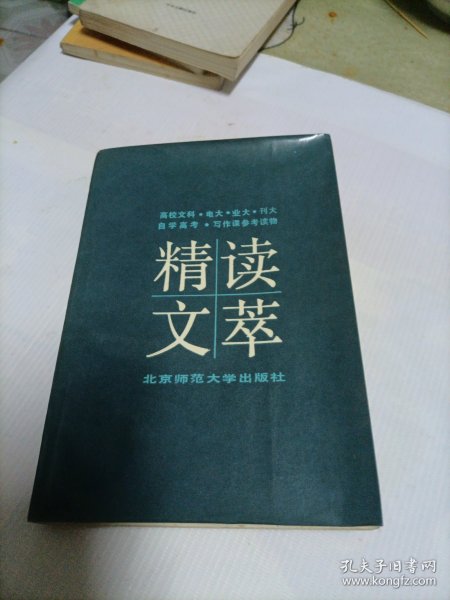 高校文科·电大·业大·刊大
自学高考·写作课参考读物
精读
文萃
北京师范大学出版社
孔夫子旧书网
www.kongfz.com